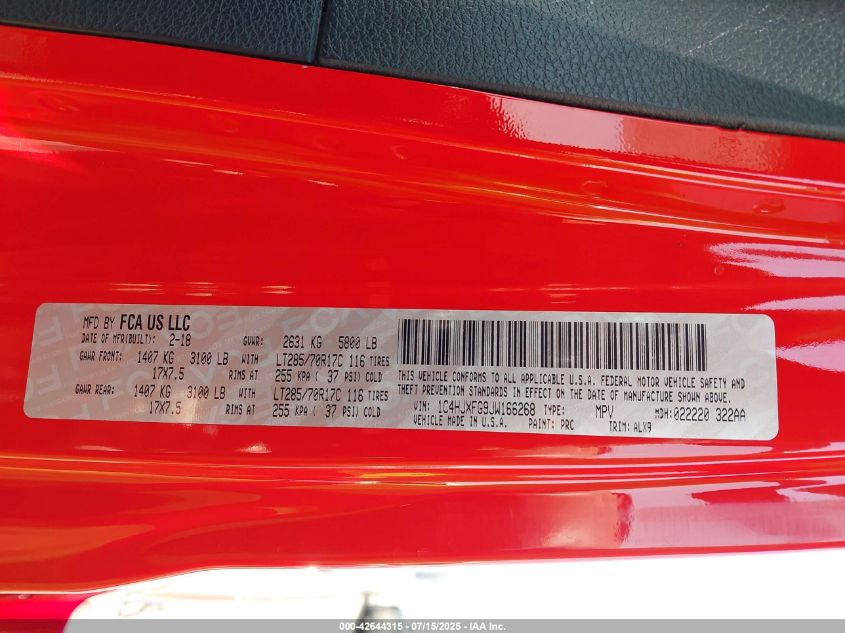 MFD BY FCA US LLC
DATE OF MFR(BUILT): 2-18 GVWR: 2631 KG 5800 LB
GAWR FRONT: 1407 KG 3100 LB WITH LT285/70R17C 116 TIRES
17X7.5 RIMS AT 255 KPA ( 37 PSI) COLD
GAWR REAR: 1407 KG 3100 LB WITH LT285/70R17C 116 TIRES
17X7.5 RIMS AT 255 KPA ( 37 PSI) COLD
THIS VEHICLE CONFORMS TO ALL APPLICABLE U.S.A. FEDERAL MOTOR VEHICLE SAFETY AND
THEFT PREVENTION STANDARDS IN EFFECT ON THE DATE OF MANUFACTURE SHOWN ABOVE.
VIN: 1C4HJXFG9JW166268 TYPE: MPV MDH: 022220 322AA
VEHICLE MADE IN U.S.A. PAINT: PRC TRIM: ALX9
000-42644315 - 07/15/2025 - IAA Inc.